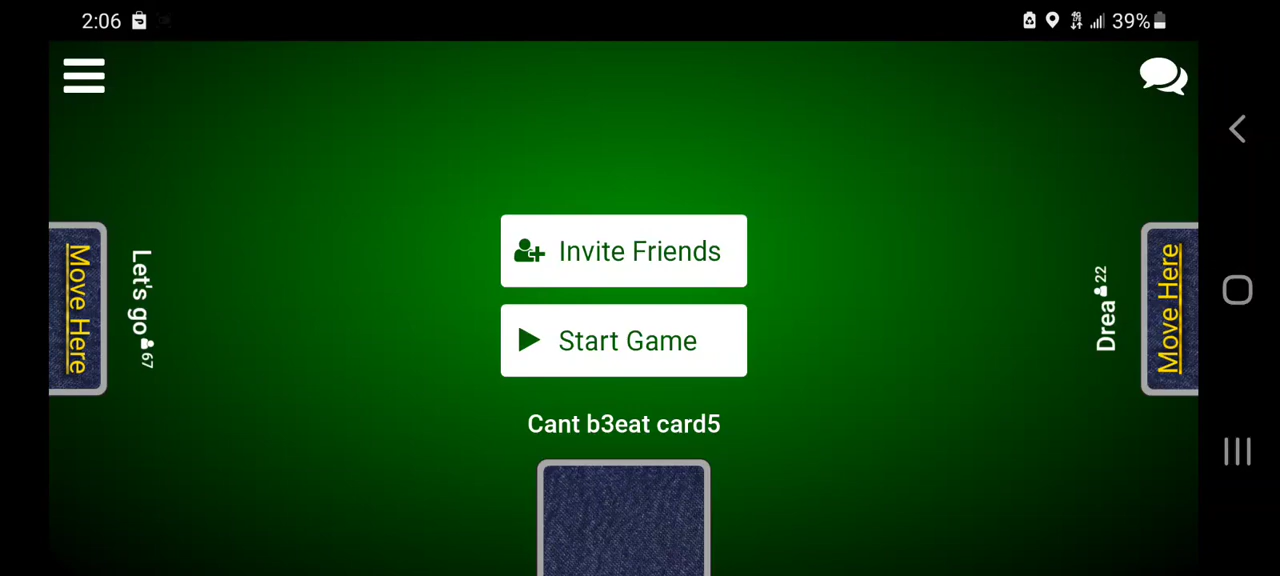 2:06
4G
39%
Invite Friends
Start Game
Cant b3eat card5
Move Here
Let's go 67
Drea 22
Move Here